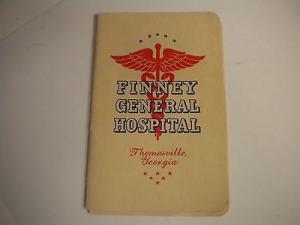 FINNEY
GENERAL
HOSPITAL
Thomasville,
Georgia